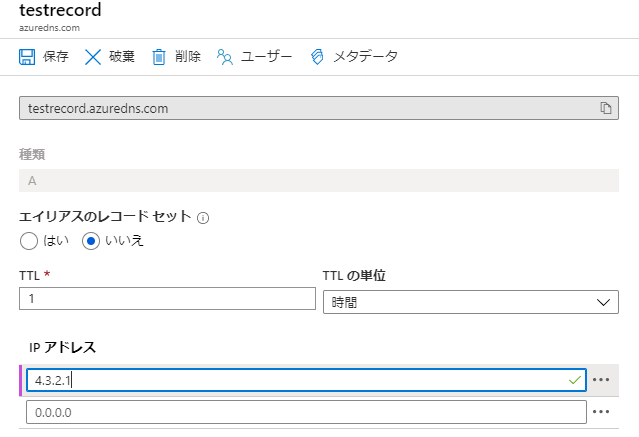 testrecord
azuredns.com
保存 破棄 削除 ユーザー メタデータ
testrecord.azuredns.com
種類
A
エイリアスのレコード セット
はい いいえ
TTL * TTL の単位
1 時間
IP アドレス
4.3.2.1
0.0.0.0